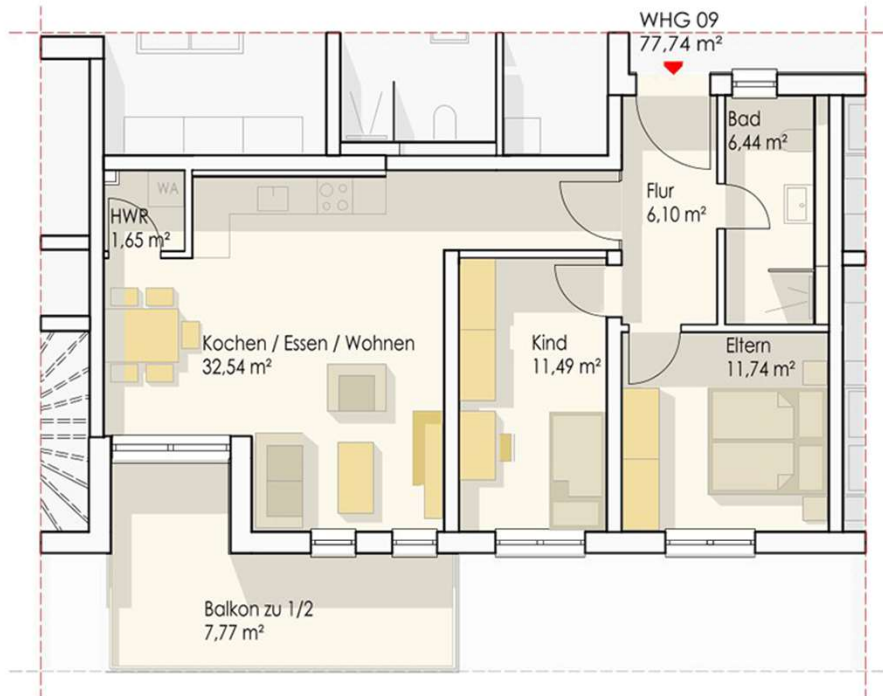 WHG 09
77,74 m²
Bad
6,44 m²
WA
HWR
1,65 m²
Flur
6,10 m²
Kochen / Essen / Wohnen
32,54 m²
Kind
11,49 m²
Eltern
11,74 m²
Balkon zu 1/2
7,77 m²